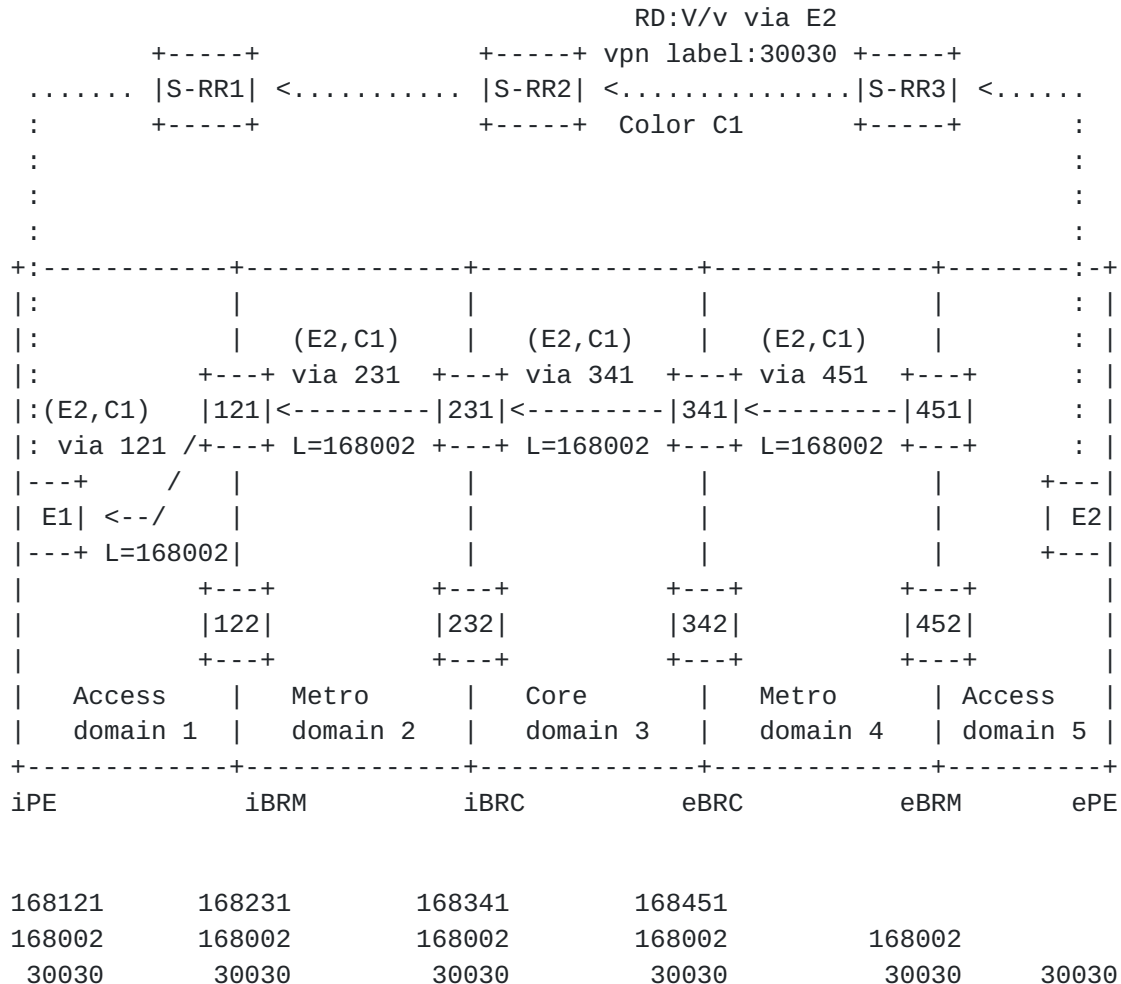 RD:V/v via E2
         +-----+              +-----+ vpn label:30030 +-----+
 ....... |S-RR1| <........... |S-RR2| <...............|S-RR3| <......
 :       +-----+              +-----+  Color C1       +-----+       :
 :                                                                  :
 :                                                                  :
 :                                                                  :
+:------------+--------------+--------------+--------------+--------:-+
|:            |              |              |              |        : |
|:            |   (E2,C1)    |   (E2,C1)    |   (E2,C1)    |        : |
|:          +---+ via 231  +---+ via 341  +---+ via 451  +---+      : |
|:(E2,C1)   |121|<---------|231|<---------|341|<---------|451|      : |
|: via 121 /+---+ L=168002 +---+ L=168002 +---+ L=168002 +---+      : |
|---+     /   |              |              |              |      +---|
| E1| <--/    |              |              |              |      | E2|
|---+ L=168002|              |              |              |      +---|
|           +---+          +---+          +---+          +---+        |
|           |122|          |232|          |342|          |452|        |
|           +---+          +---+          +---+          +---+        |
|   Access    |   Metro      |   Core       |   Metro      | Access   |
|   domain 1  |   domain 2   |   domain 3   |   domain 4   | domain 5 |
+-------------+--------------+--------------+--------------+----------+
iPE            iBRM          iBRC          eBRC          eBRM       ePE
168121      168231        168341        168451
168002      168002        168002        168002        168002
 30030       30030         30030         30030         30030     30030